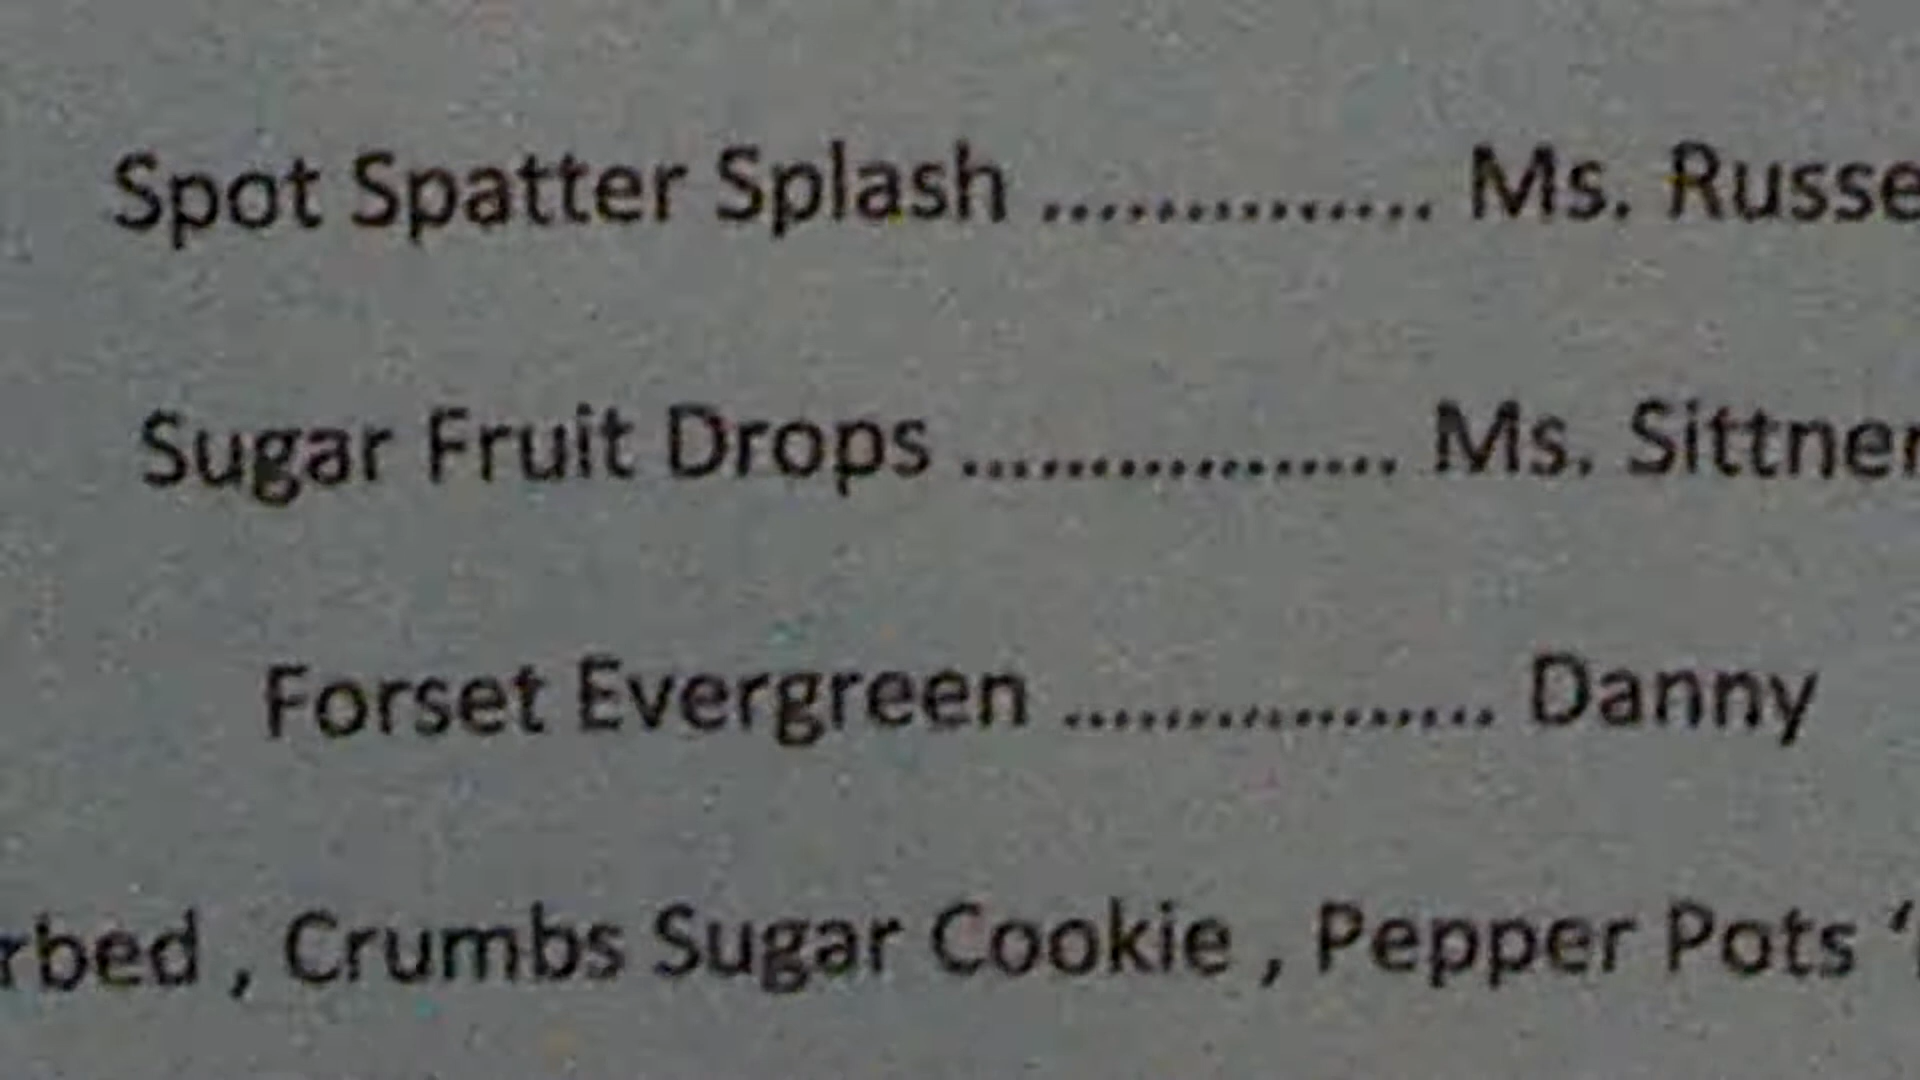 Spot Spatter Splash .............. Ms. Russe
Sugar Fruit Drops ................ Ms. Sittner
Forset Evergreen ................ Danny
rbed , Crumbs Sugar Cookie , Pepper Pots ‘